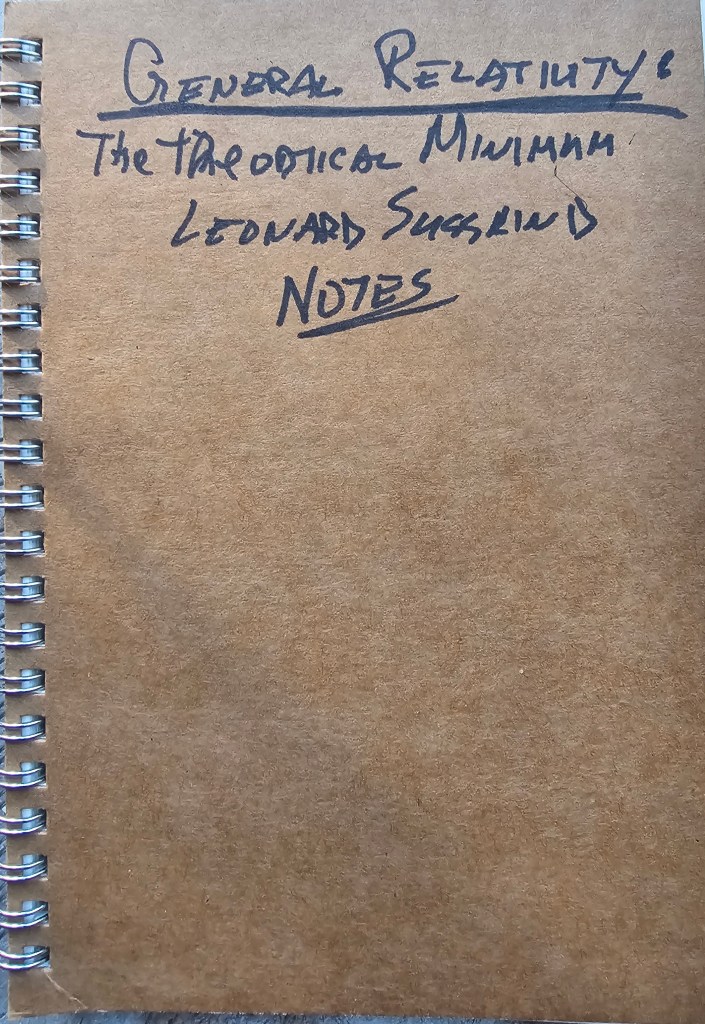 GENERAL RELATIVITY:
The theoretical MINIMUM
LEONARD SUSSKIND
NOTES